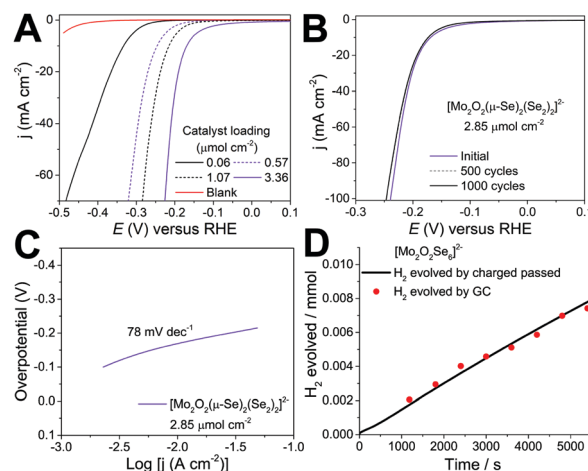 A
0
-20
-40
-60
j (mA cm-2)
Catalyst loading
(μmol cm-2)
0.06 0.57
1.07 3.36
Blank
-0.5 -0.4 -0.3 -0.2 -0.1 0.0 0.1
E (V) versus RHE
B
0
-20
-40
-60
-80
-100
j (mA cm-2)
[Mo2O2(μ-Se)2(Se2)2]2-
2.85 μmol cm-2
Initial
500 cycles
1000 cycles
-0.3 -0.2 -0.1 0.0 0.1
E (V) versus RHE
C
-0.4
-0.3
-0.2
-0.1
0.0
0.1
Overpotential (V)
78 mV dec-1
[Mo2O2(μ-Se)2(Se2)2]2-
2.85 μmol cm-2
-3.0 -2.5 -2.0 -1.5 -1.0
Log [j (A cm-2)]
D
0.010
0.008
0.006
0.004
0.002
0.000
H2 evolved / mmol
[Mo2O2Se6]2-
H2 evolved by charged passed
H2 evolved by GC
0 1000 2000 3000 4000 5000
Time / s